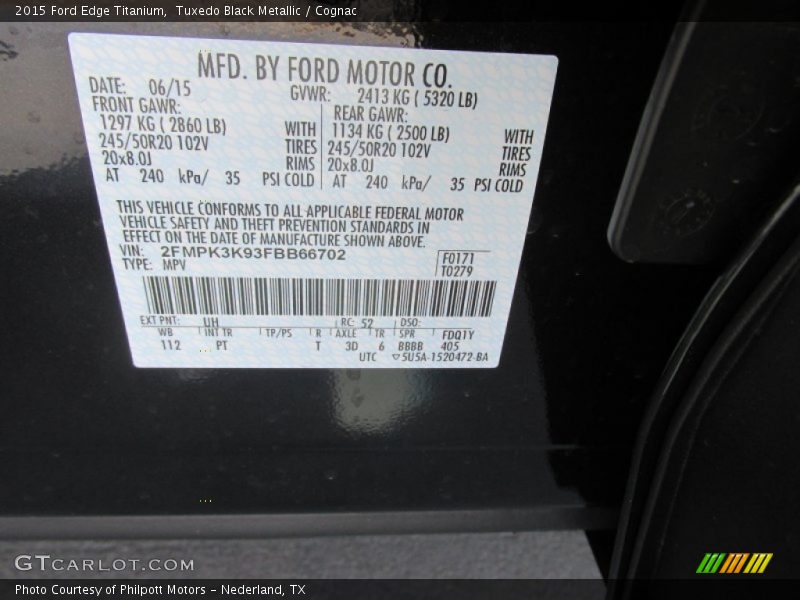 2015 Ford Edge Titanium, Tuxedo Black Metallic / Cognac
MFD. BY FORD MOTOR CO.
DATE: 06/15 GVWR: 2413 KG ( 5320 LB)
FRONT GAWR: REAR GAWR:
1297 KG ( 2860 LB) WITH 1134 KG ( 2500 LB) WITH
245/50R20 102V TIRES 245/50R20 102V TIRES
20x8.0J RIMS 20x8.0J RIMS
AT 240 kPa/ 35 PSI COLD AT 240 kPa/ 35 PSI COLD
THIS VEHICLE CONFORMS TO ALL APPLICABLE FEDERAL MOTOR
VEHICLE SAFETY AND THEFT PREVENTION STANDARDS IN
EFFECT ON THE DATE OF MANUFACTURE SHOWN ABOVE.
VIN: 2FMPK3K93FBB66702 F0171
TYPE: MPV T0279
EXT PNT: UH RC: 52 DSO:
WB INT TR TP/PS R AXLE TR SPR FDQ1Y
112 PT T 3D 6 BBBB 405
UTC ▽5U5A-1520472-BA
GTCARLOT.COM
Photo Courtesy of Philpott Motors – Nederland, TX